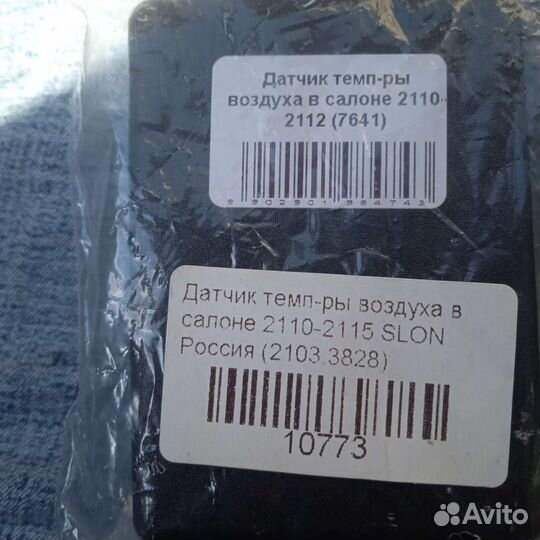 Датчик темп-ры
воздуха в салоне 2110-
2112 (7641)
8902901984743
Датчик темп-ры воздуха в
салоне 2110-2115 SLON
Россия (2103.3828)
10773
Avito